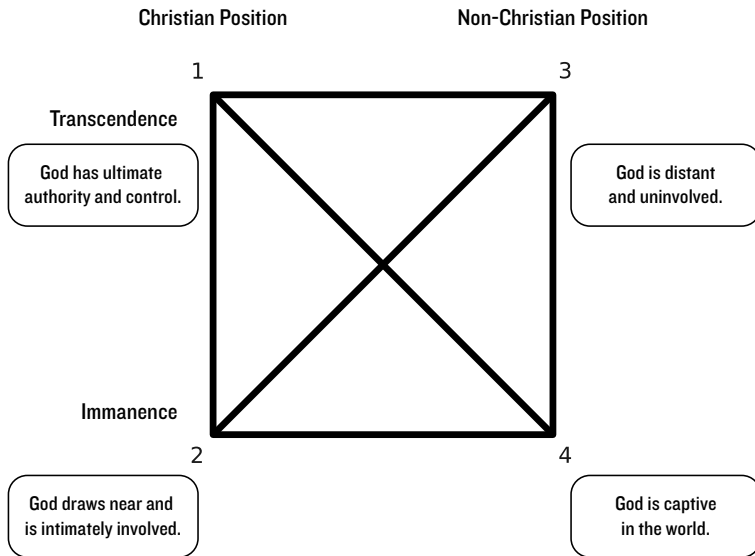 Christian Position
Non-Christian Position
1
3
Transcendence
God has ultimate
authority and control.
God is distant
and uninvolved.
Immanence
2
4
God draws near and
is intimately involved.
God is captive
in the world.